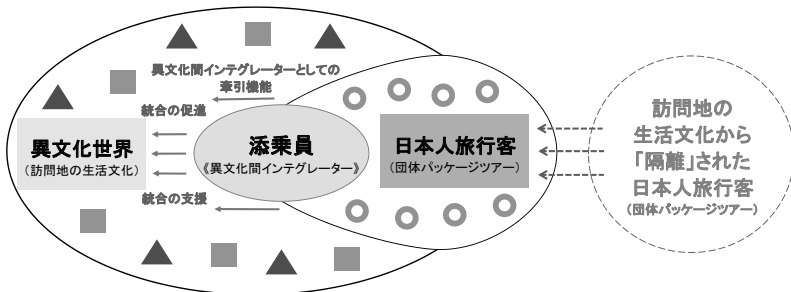 異文化間インテグレーターとしての
牽引機能
統合の促進
異文化世界
（訪問地の生活文化）
添乗員
《異文化間インテグレーター》
統合の支援
日本人旅行客
（団体パッケージツアー）
訪問地の
生活文化から
「隔離」された
日本人旅行客
（団体パッケージツアー）